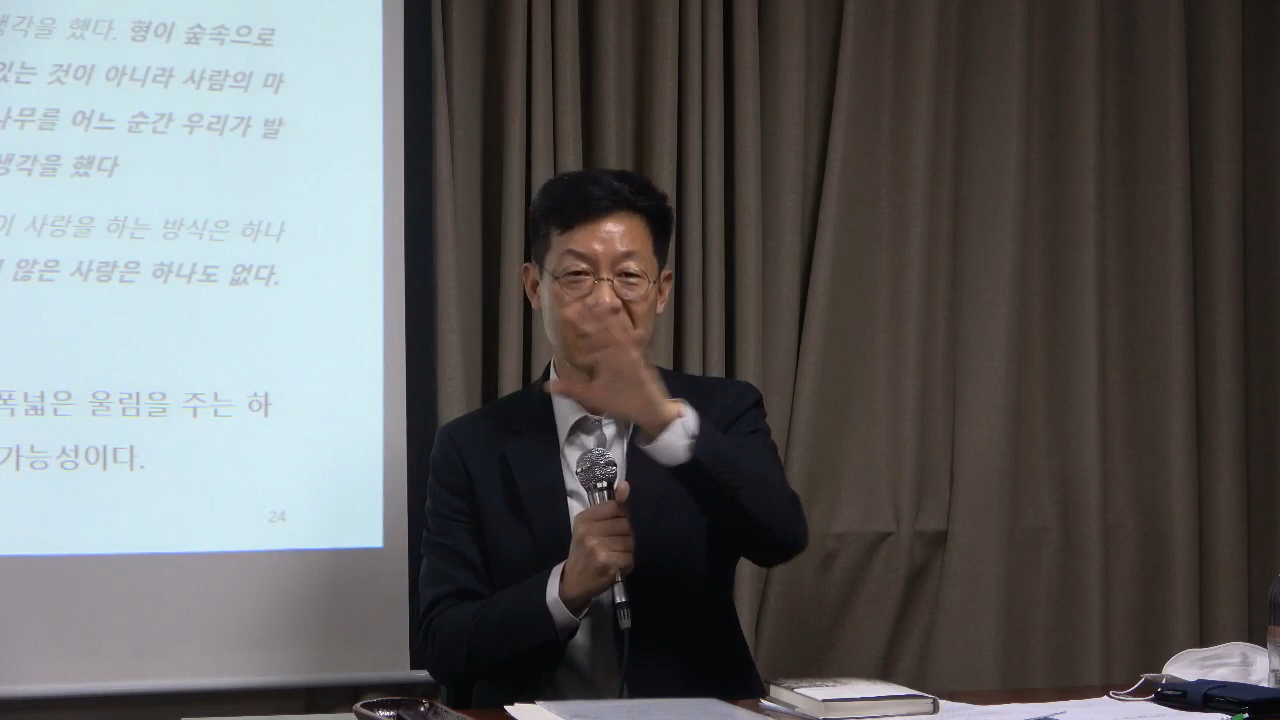 생각을 했다. 형이 숲속으로
있는 것이 아니라 사람의 마
나무를 어느 순간 우리가 발
생각을 했다
이 사랑을 하는 방식은 하나
않은 사랑은 하나도 없다.
폭넓은 울림을 주는 하
가능성이다.
24